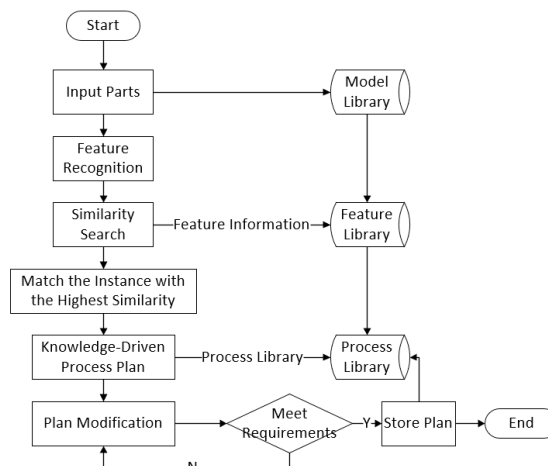 Start
Input Parts
Model
Library
Feature
Recognition
Similarity
Search
Feature Information
Feature
Library
Match the Instance with
the Highest Similarity
Knowledge-Driven
Process Plan
Process Library
Process
Library
Plan Modification
Meet
Requirements
Y
Store Plan
End
N